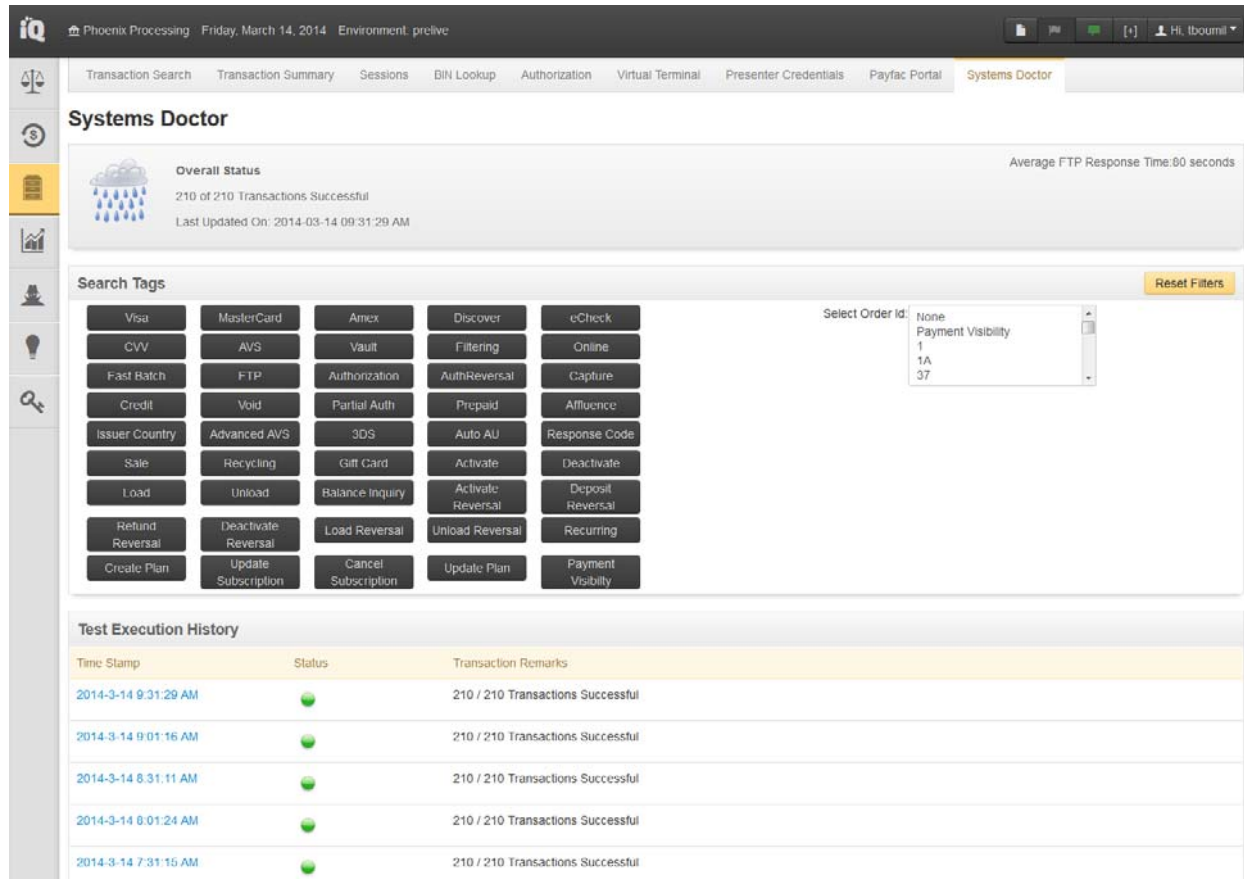 iQ
Phoenix Processing Friday, March 14, 2014 Environment: prelive
[+] Hi, tboumil
Transaction Search Transaction Summary Sessions BIN Lookup Authorization Virtual Terminal Presenter Credentials Payfac Portal Systems Doctor
Systems Doctor
Overall Status
Average FTP Response Time:80 seconds
210 of 210 Transactions Successful
Last Updated On: 2014-03-14 09:31:29 AM
Search Tags
Reset Filters
Visa MasterCard Amex Discover eCheck
CVV AVS Vault Filtering Online
Fast Batch FTP Authorization AuthReversal Capture
Credit Void Partial Auth Prepaid Affluence
Issuer Country Advanced AVS 3DS Auto AU Response Code
Sale Recycling Gift Card Activate Deactivate
Load Unload Balance Inquiry Activate Reversal Deposit Reversal
Refund Reversal Deactivate Reversal Load Reversal Unload Reversal Recurring
Create Plan Update Subscription Cancel Subscription Update Plan Payment Visibilty
Select Order Id:
None
Payment Visibility
1
1A
37
Test Execution History
Time Stamp Status Transaction Remarks
2014-3-14 9:31:29 AM 210 / 210 Transactions Successful
2014-3-14 9:01:16 AM 210 / 210 Transactions Successful
2014-3-14 8:31:11 AM 210 / 210 Transactions Successful
2014-3-14 8:01:24 AM 210 / 210 Transactions Successful
2014-3-14 7:31:15 AM 210 / 210 Transactions Successful